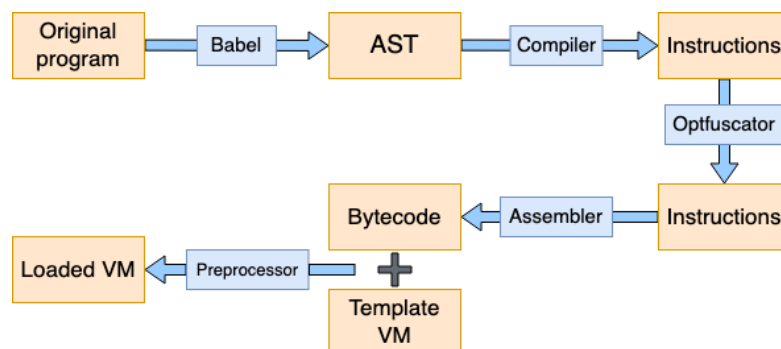 Original
program
Babel
AST
Compiler
Instructions
Optfuscator
Instructions
Assembler
Bytecode
Template
VM
Preprocessor
Loaded VM